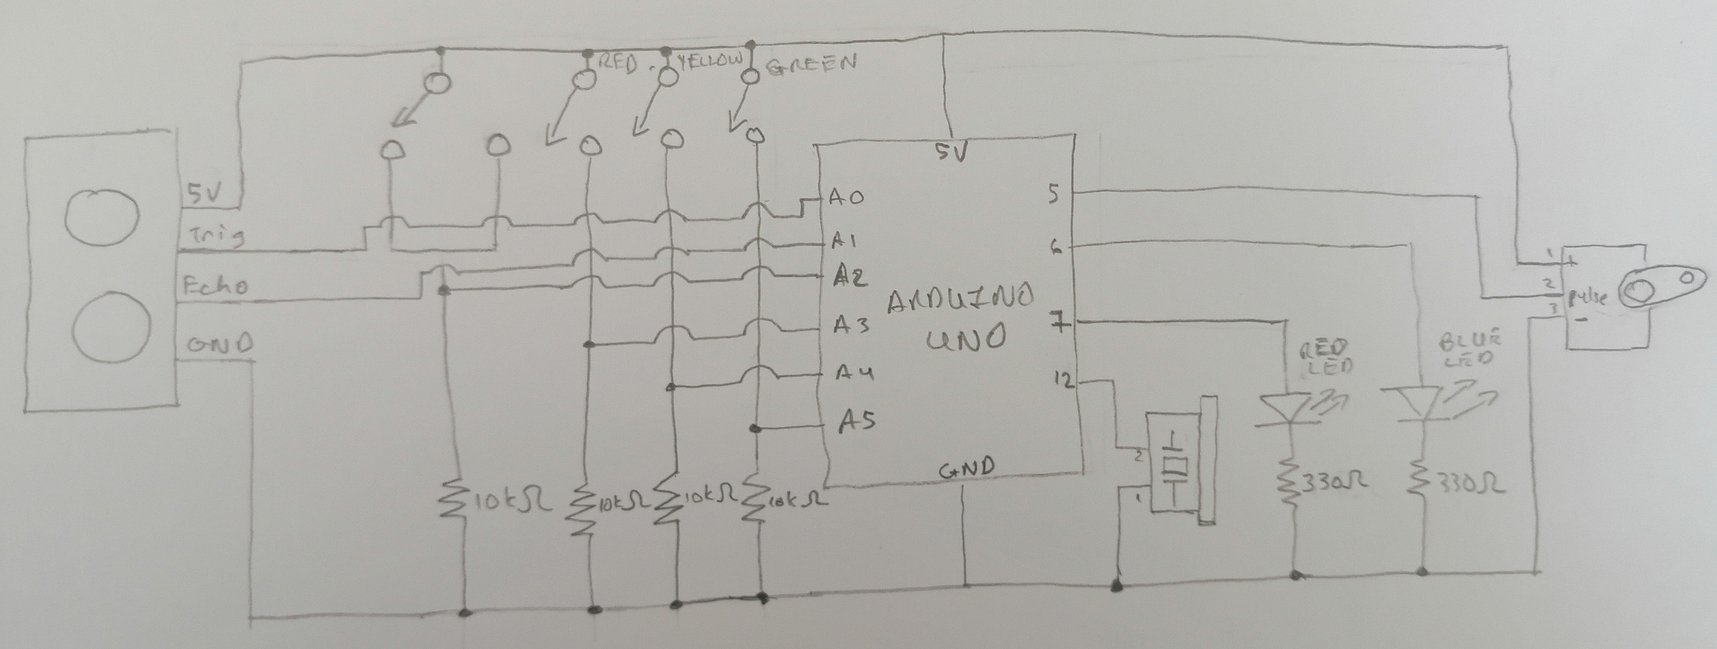 RED
YELLOW
GREEN
5V
Trig
Echo
GND
A0
A1
A2
A3
A4
A5
5V
ARDUINO
UNO
GND
5
6
7
12
2
1
RED
LED
BLUE
LED
1 +
2 Pulse
3 -
10kΩ
10kΩ
10kΩ
10kΩ
330Ω
330Ω